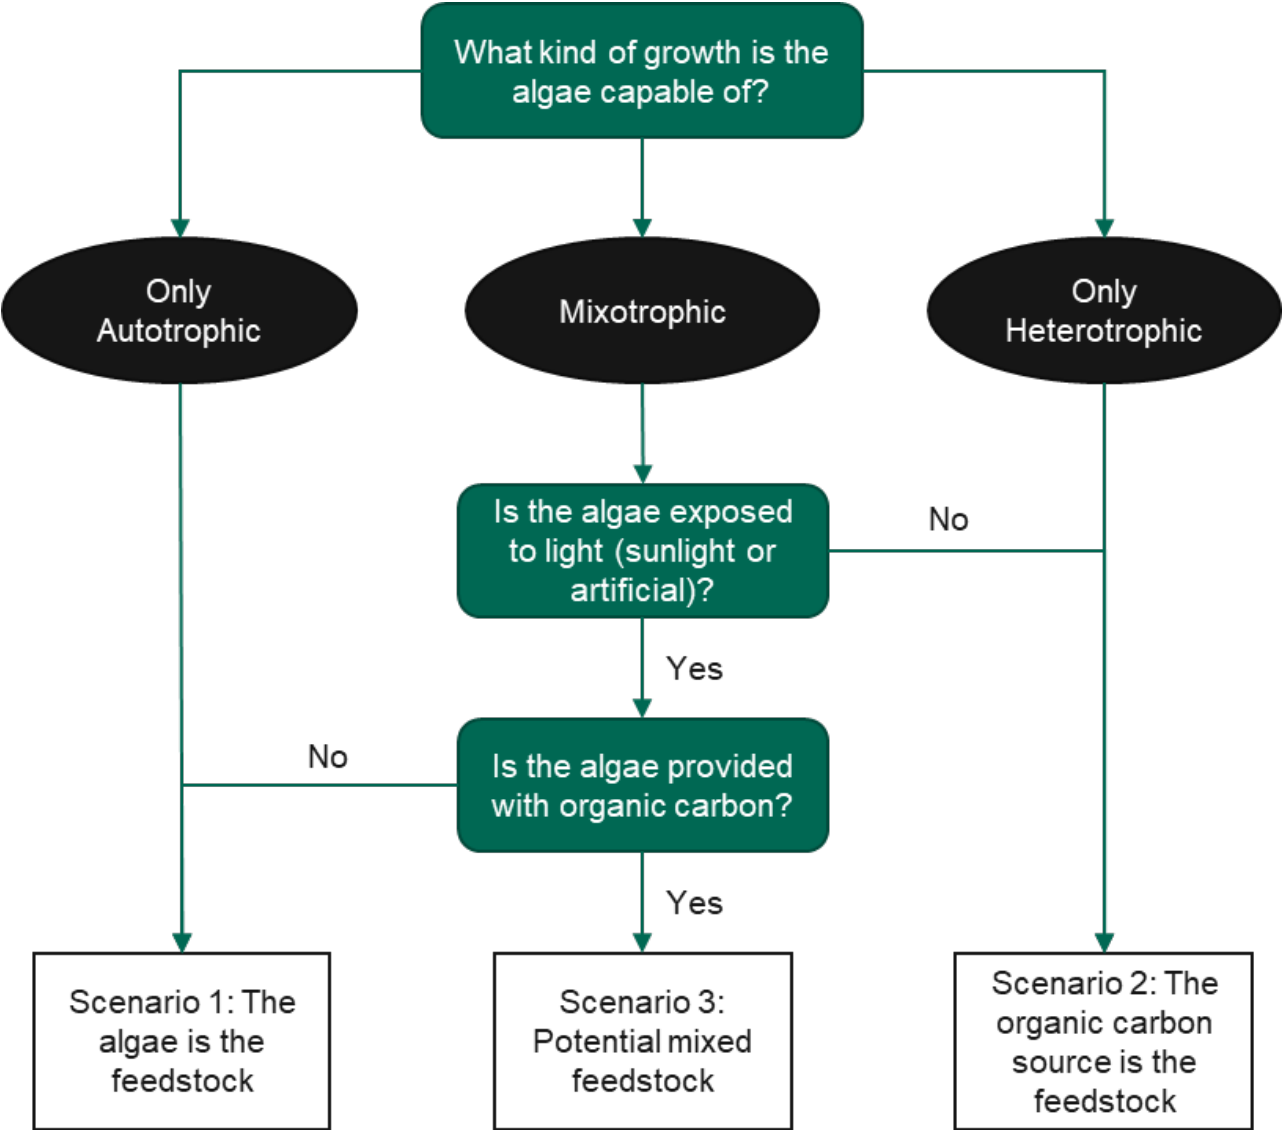 What kind of growth is the
algae capable of?
Only
Autotrophic
Mixotrophic
Only
Heterotrophic
Is the algae exposed
to light (sunlight or
artificial)?
No
Yes
Is the algae provided
with organic carbon?
No
Yes
Scenario 1: The
algae is the
feedstock
Scenario 3:
Potential mixed
feedstock
Scenario 2: The
organic carbon
source is the
feedstock